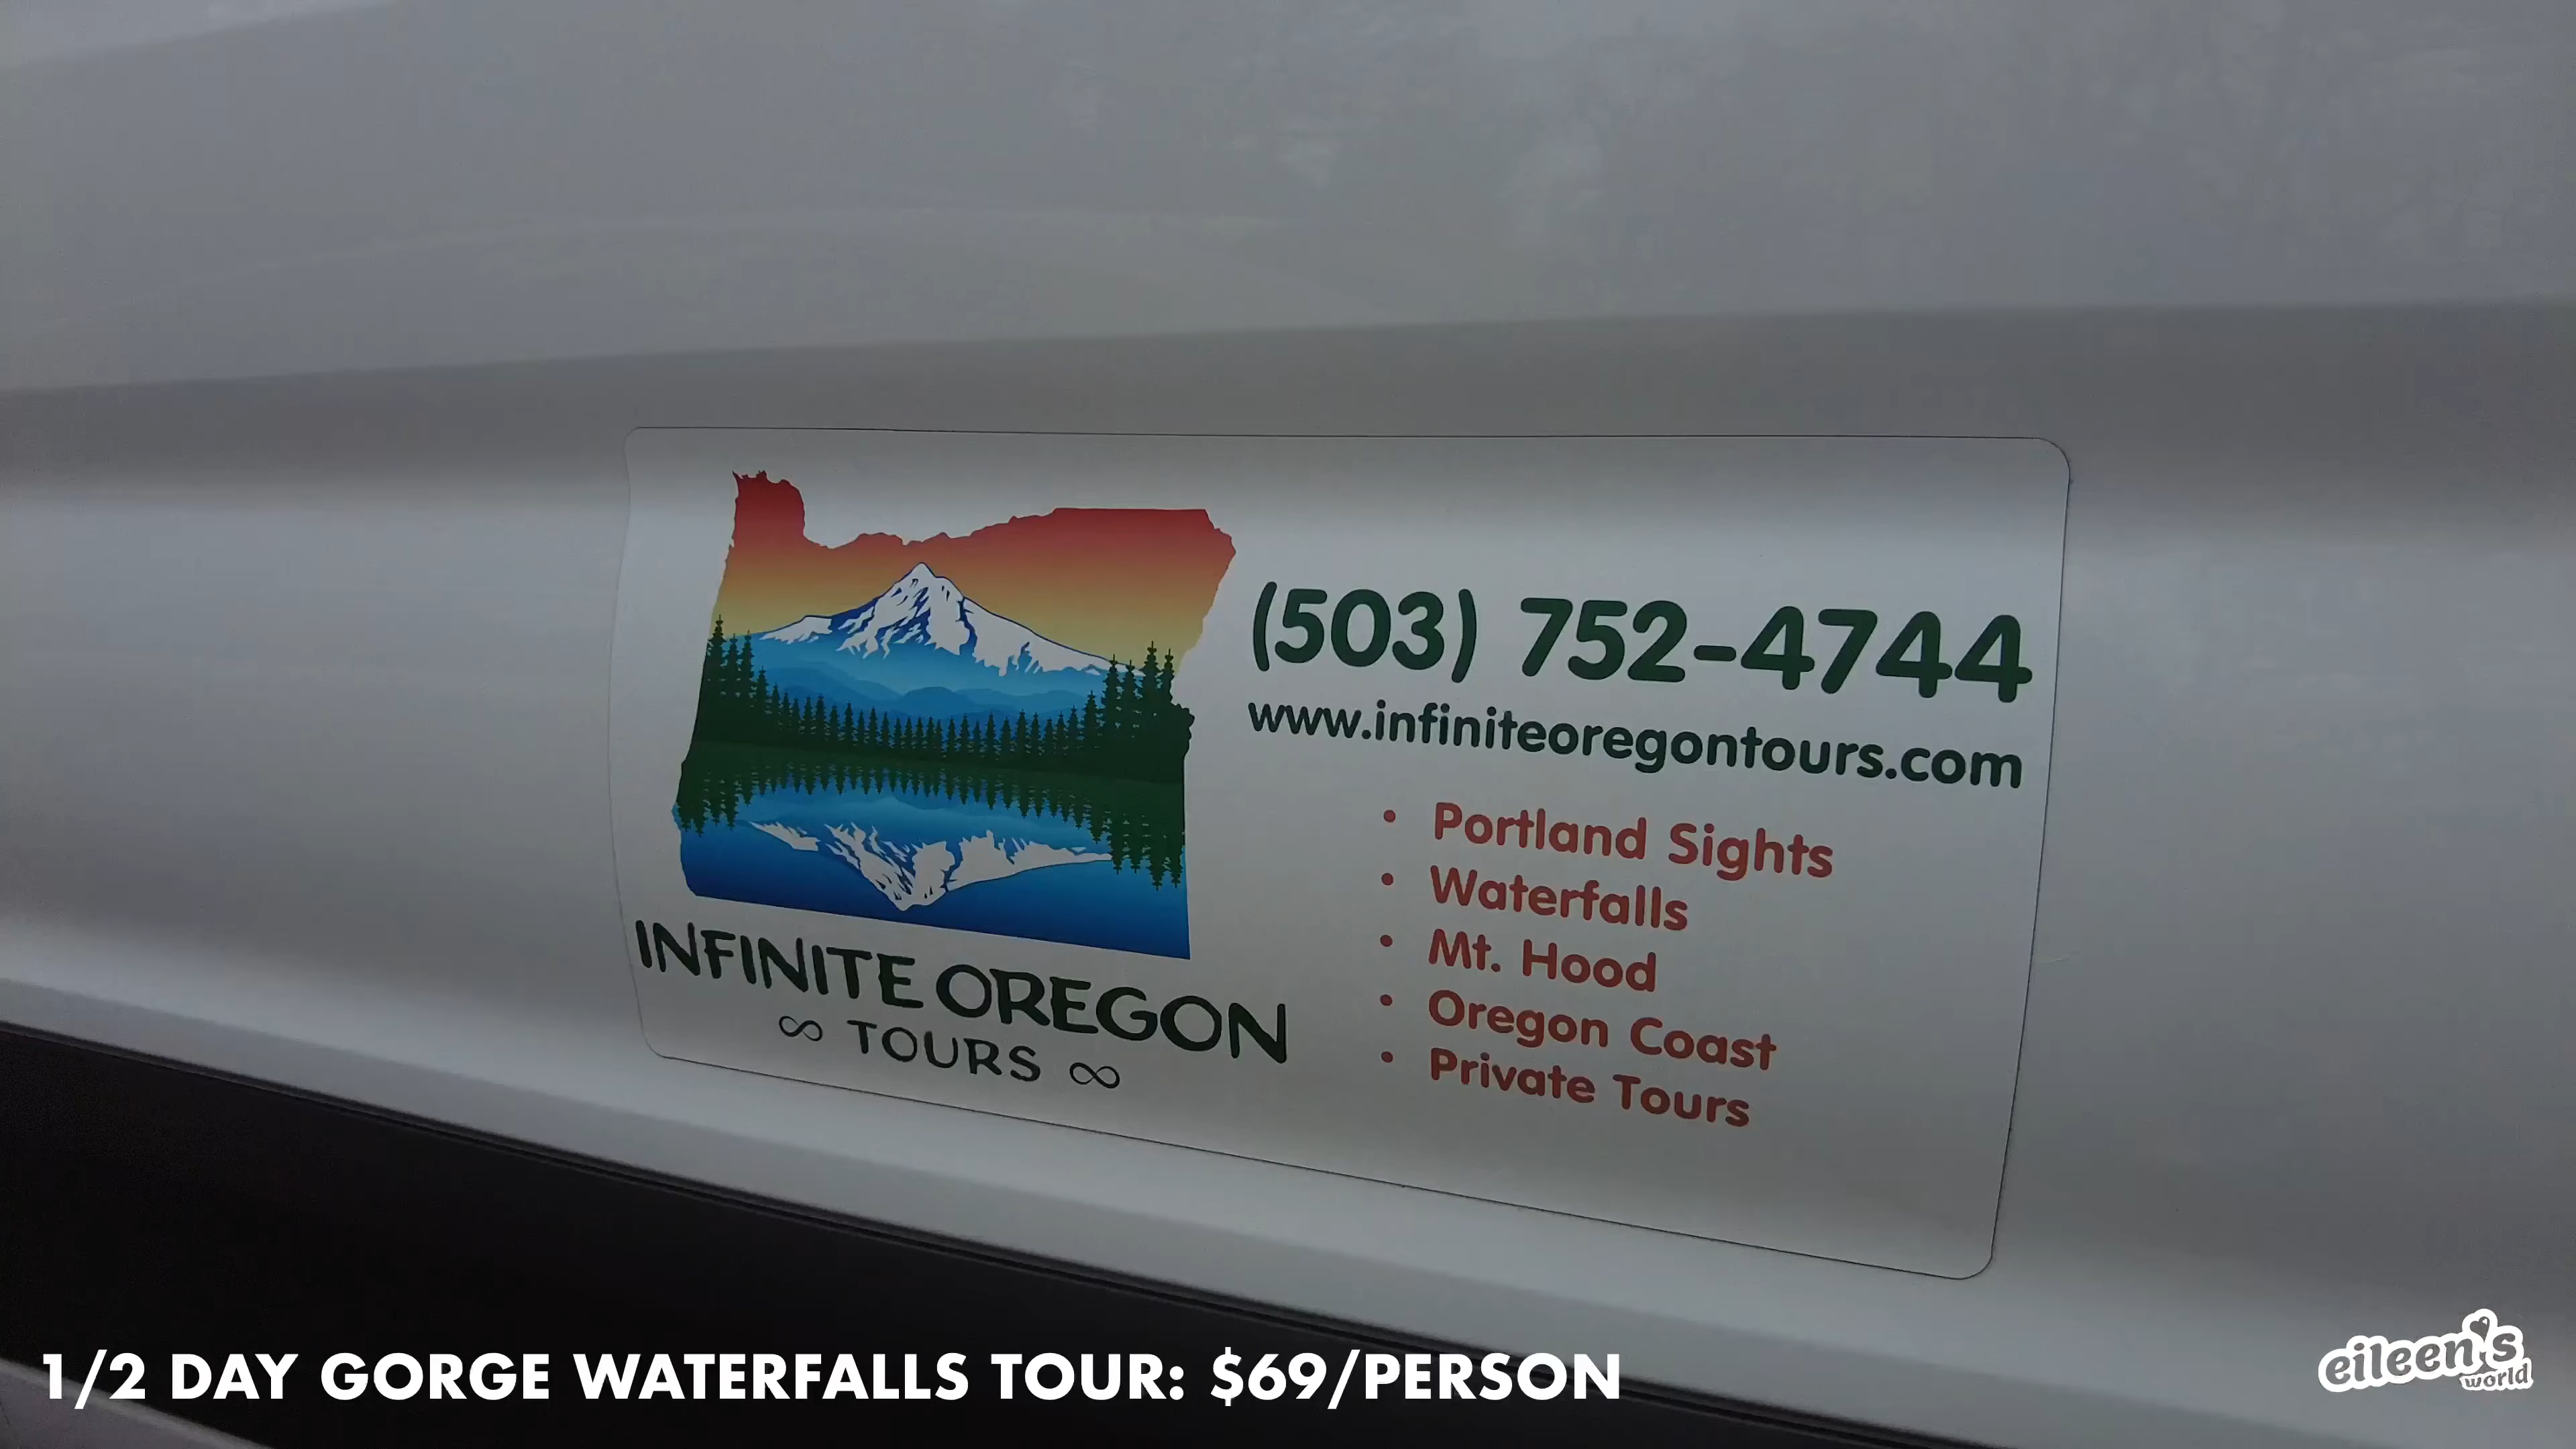 (503) 752-4744
www.infiniteoregontours.com
• Portland Sights
• Waterfalls
• Mt. Hood
• Oregon Coast
• Private Tours
INFINITE OREGON
∞ TOURS ∞
1/2 DAY GORGE WATERFALLS TOUR: $69/PERSON
eileen's
world